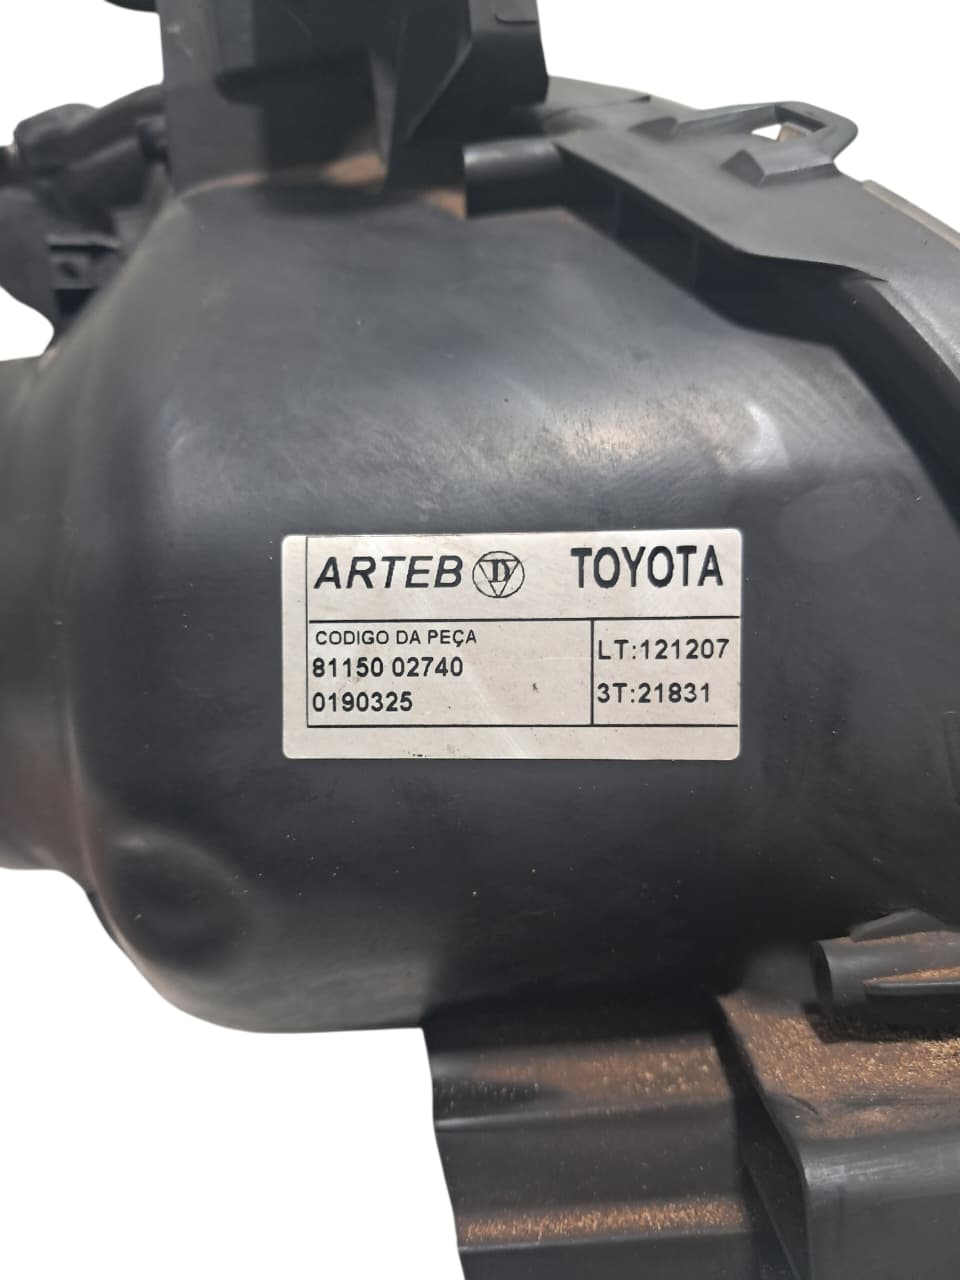 ARTEB D TOYOTA
CODIGO DA PEÇA
81150 02740
0190325
LT:121207
3T:21831